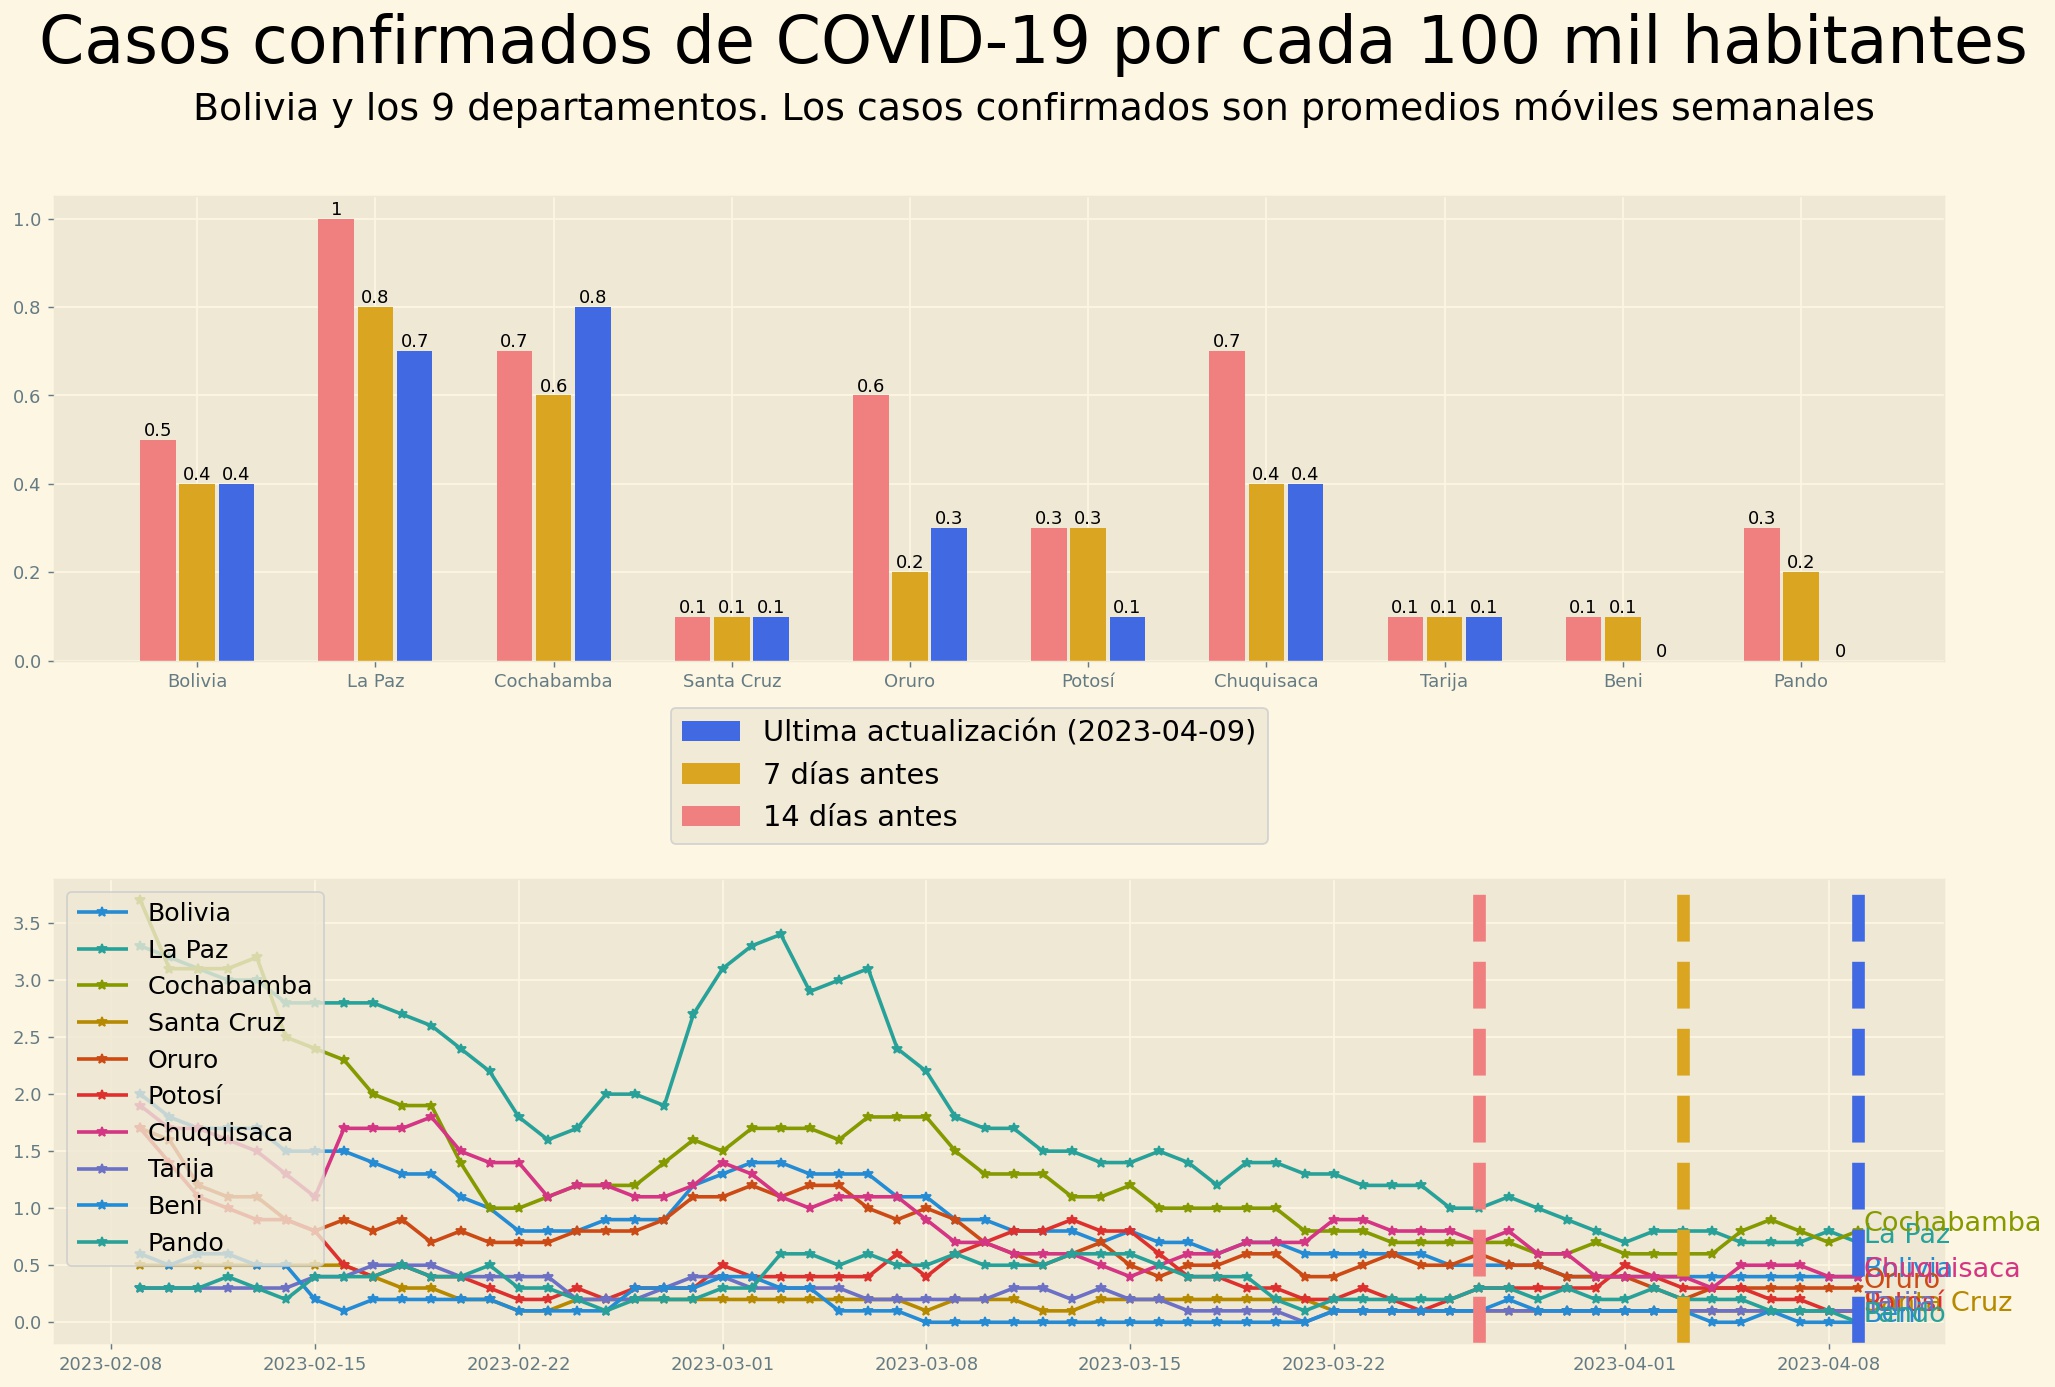 Casos confirmados de COVID-19 por cada 100 mil habitantes
Bolivia y los 9 departamentos. Los casos confirmados son promedios móviles semanales
1.0
0.8
0.6
0.4
0.2
0.0
0.5 0.4 0.4
1 0.8 0.7
0.7 0.6 0.8
0.1 0.1 0.1
0.6 0.2 0.3
0.3 0.3 0.1
0.7 0.4 0.4
0.1 0.1 0.1
0.1 0.1 0
0.3 0.2 0
Bolivia La Paz Cochabamba Santa Cruz Oruro Potosí Chuquisaca Tarija Beni Pando
Ultima actualización (2023-04-09)
7 días antes
14 días antes
3.5
3.0
2.5
2.0
1.5
1.0
0.5
0.0
Bolivia
La Paz
Cochabamba
Santa Cruz
Oruro
Potosí
Chuquisaca
Tarija
Beni
Pando
Cochabamba
La Paz
Chuquisaca
Oruro
Cruz
2023-02-08 2023-02-15 2023-02-22 2023-03-01 2023-03-08 2023-03-15 2023-03-22 2023-04-01 2023-04-08